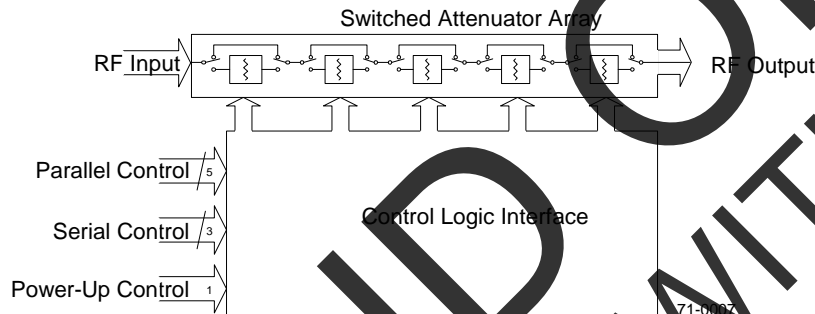 Switched Attenuator Array
RF Input
RF Output
Parallel Control
5
Control Logic Interface
Serial Control
3
Power-Up Control
1
71-0007